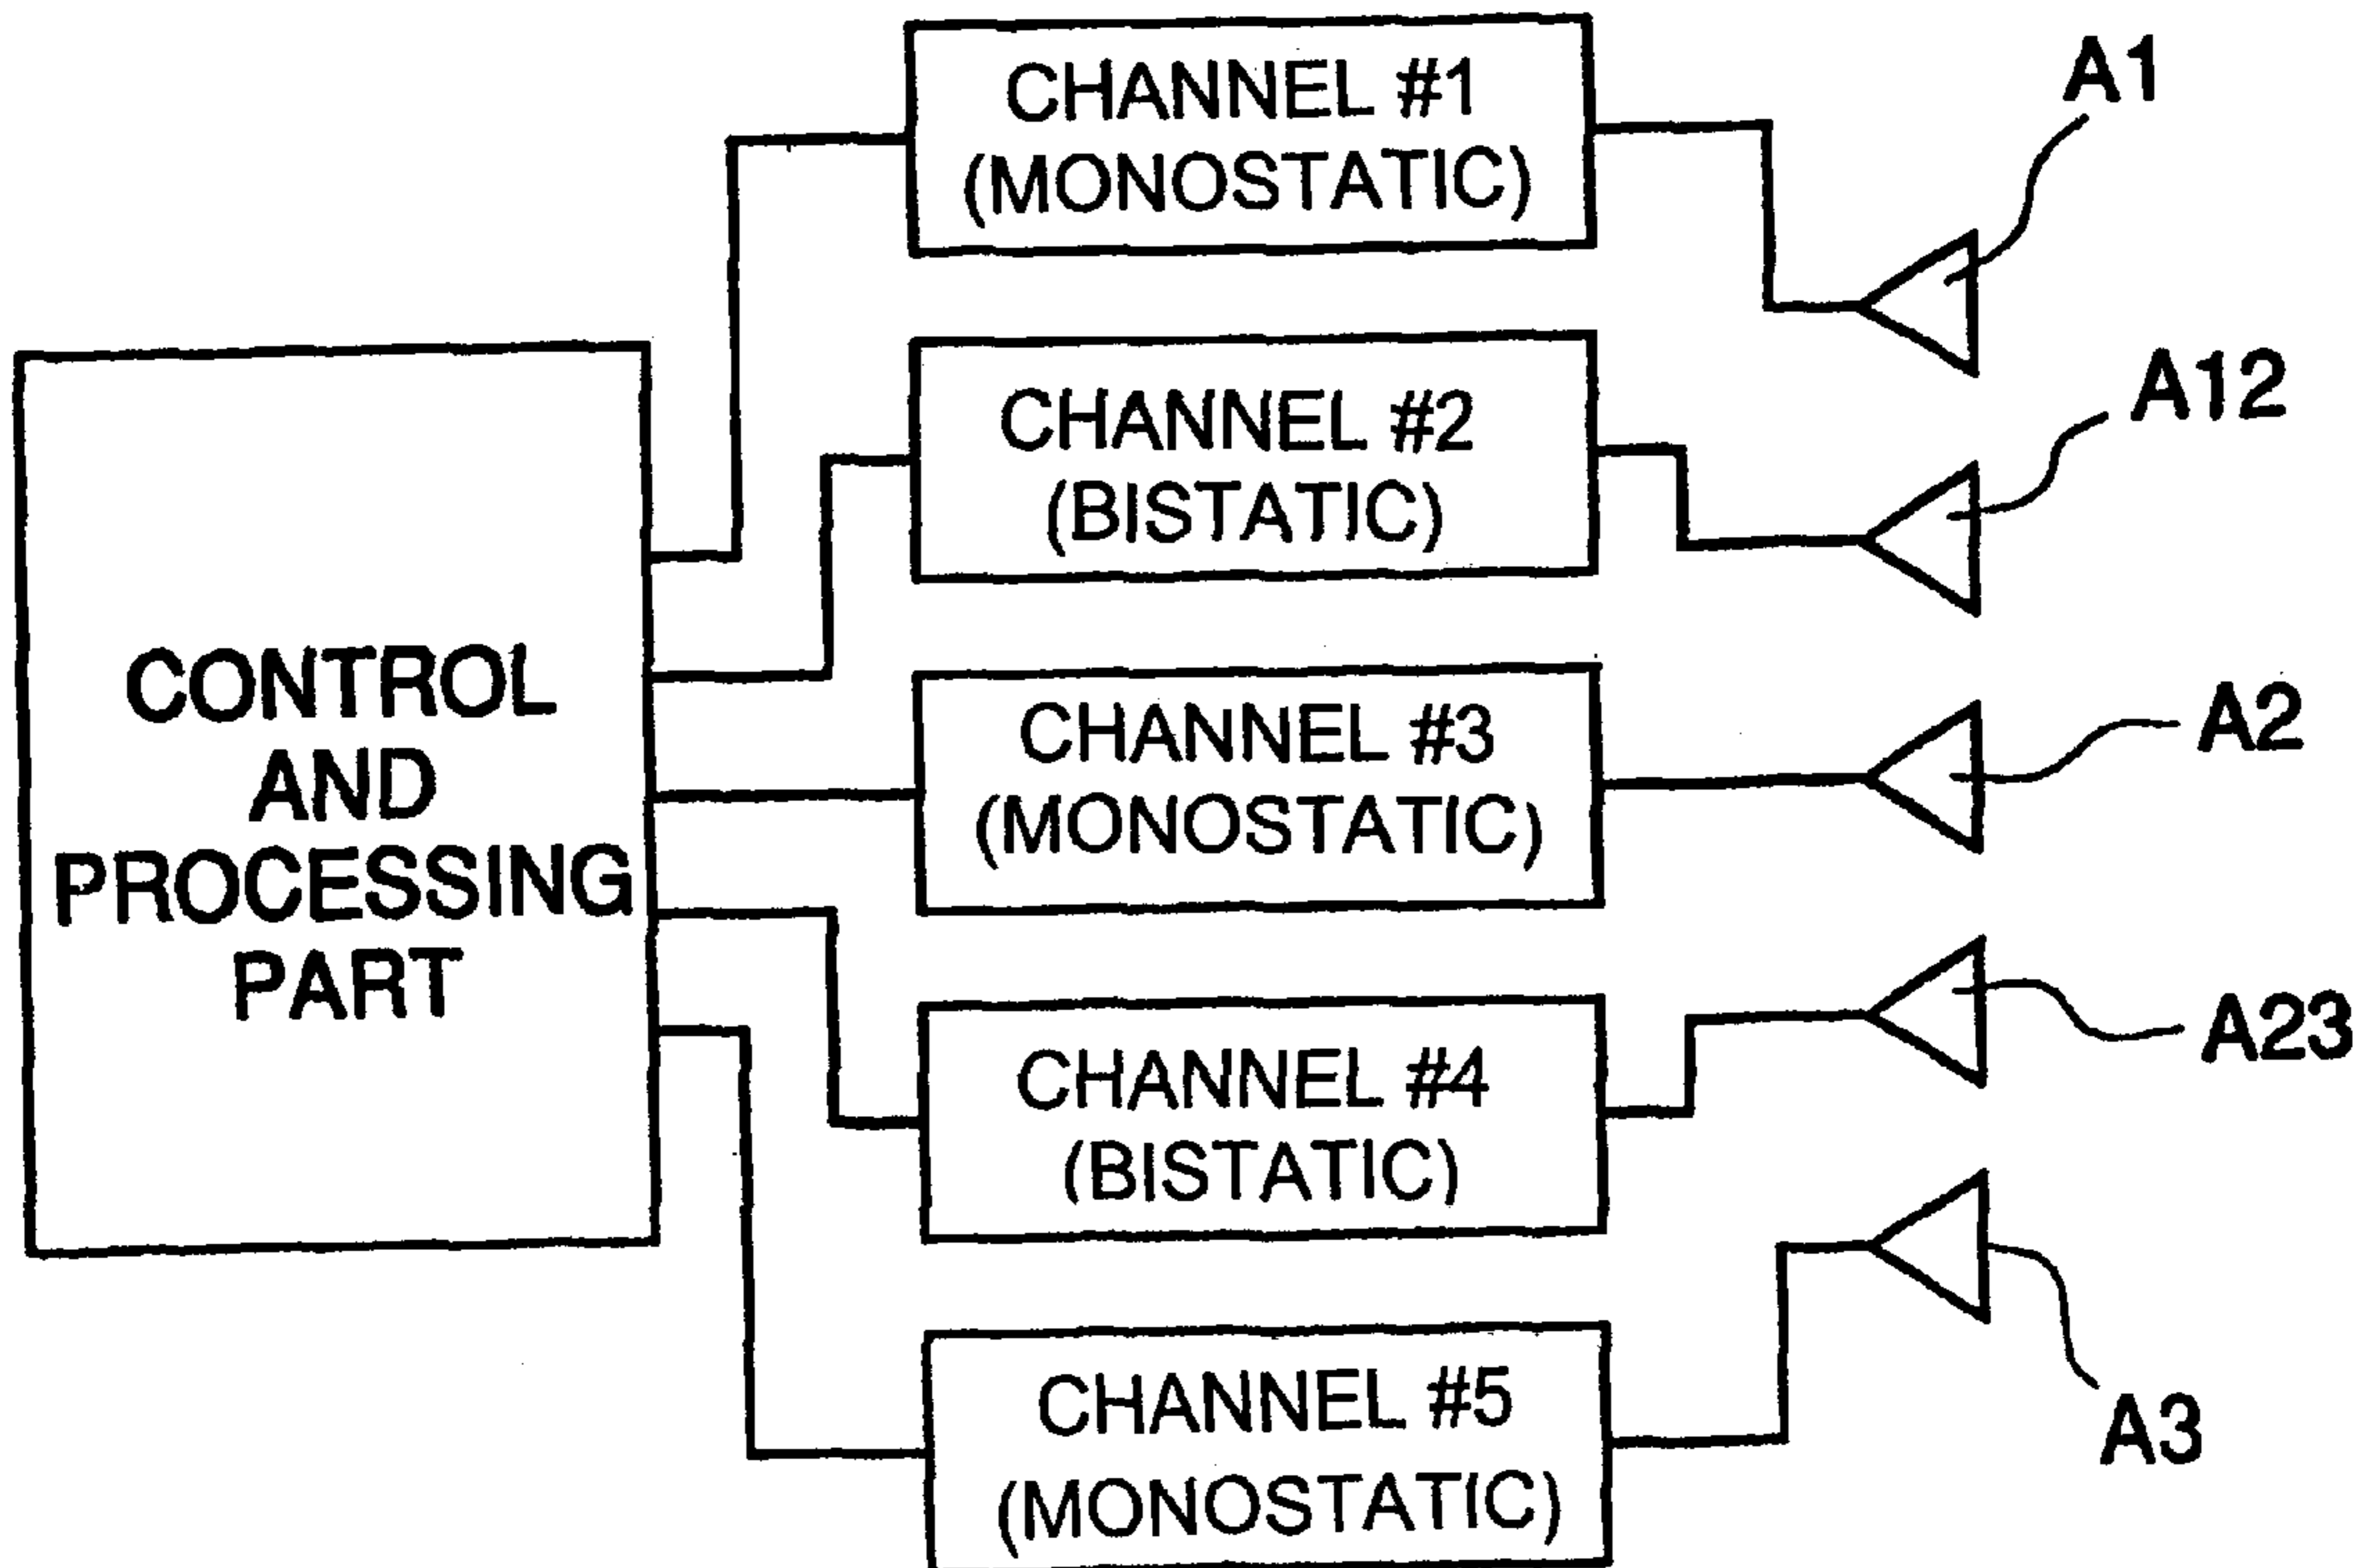 CHANNEL #1
(MONOSTATIC)
A1
CHANNEL #2
(BISTATIC)
A12
CONTROL
AND
PROCESSING
PART
CHANNEL #3
(MONOSTATIC)
A2
CHANNEL #4
(BISTATIC)
A23
CHANNEL #5
(MONOSTATIC)
A3